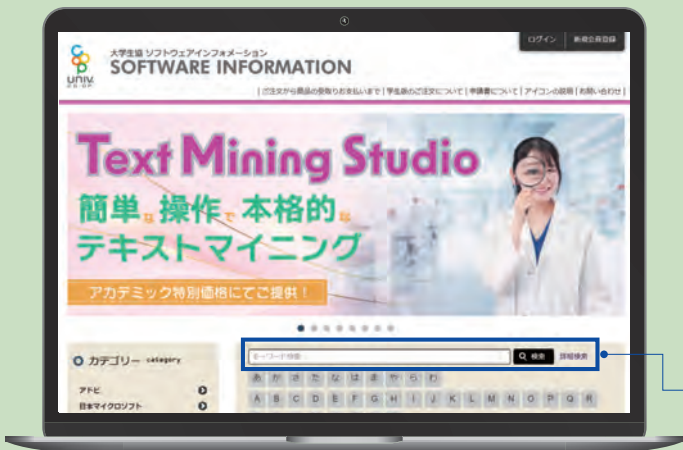 ログイン 新規会員登録
UNIV.
CO-OP
大学生協 ソフトウェアインフォメーション
SOFTWARE INFORMATION
| ご注文から商品の受取りお支払いまで | 学生版のご注文について | 申請書について | アイコンの説明 | お問い合わせ |
Text Mining Studio
簡単な操作で本格的な
テキストマイニング
アカデミック特別価格にてご提供！
カテゴリー category
キーワード検索 検索 詳細検索
アドビ
日本マイクロソフト
あ か さ た な は ま や ら わ
A B C D E F G H I J K L M N O P Q R